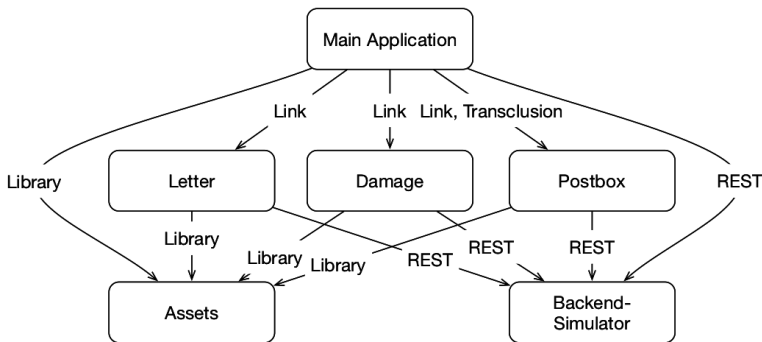 Main Application
Link
Link
Link, Transclusion
Library
Letter
Damage
Postbox
REST
Library
Library
Library
REST
REST
REST
Assets
Backend-
Simulator